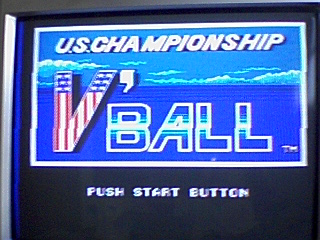 U.S. CHAMPIONSHIP
V'BALL
TM
PUSH START BUTTON